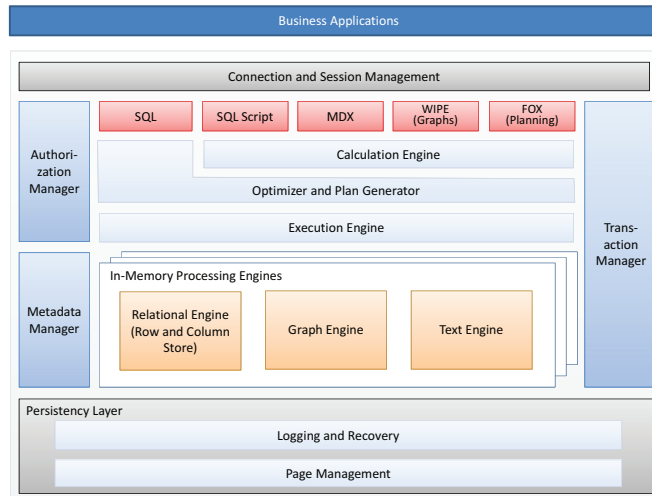 Business Applications
Connection and Session Management
SQL
SQL Script
MDX
WIPE
(Graphs)
FOX
(Planning)
Authori-
zation
Manager
Calculation Engine
Optimizer and Plan Generator
Execution Engine
Trans-
action
Manager
Metadata
Manager
In-Memory Processing Engines
Relational Engine
(Row and Column
Store)
Graph Engine
Text Engine
Persistency Layer
Logging and Recovery
Page Management